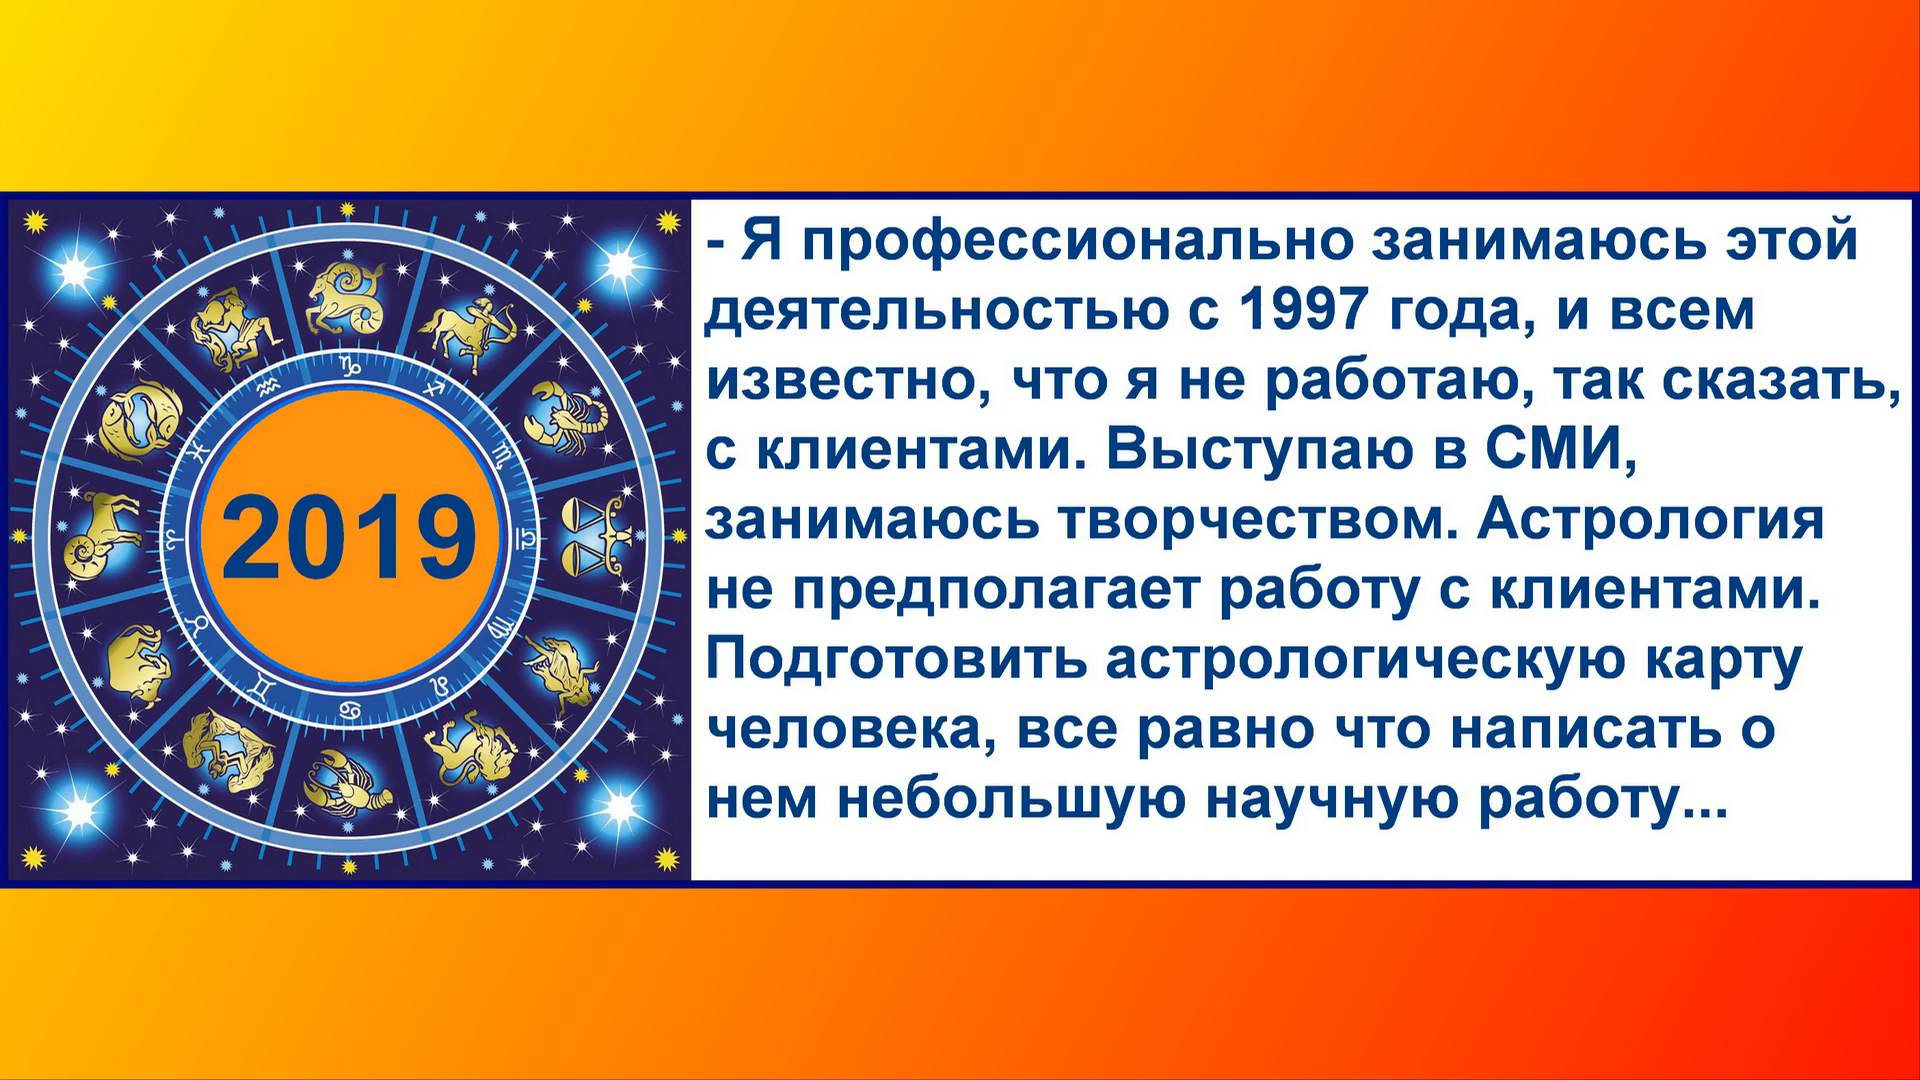 2019
- Я профессионально занимаюсь этой
деятельностью с 1997 года, и всем
известно, что я не работаю, так сказать,
с клиентами. Выступаю в СМИ,
занимаюсь творчеством. Астрология
не предполагает работу с клиентами.
Подготовить астрологическую карту
человека, все равно что написать о
нем небольшую научную работу...